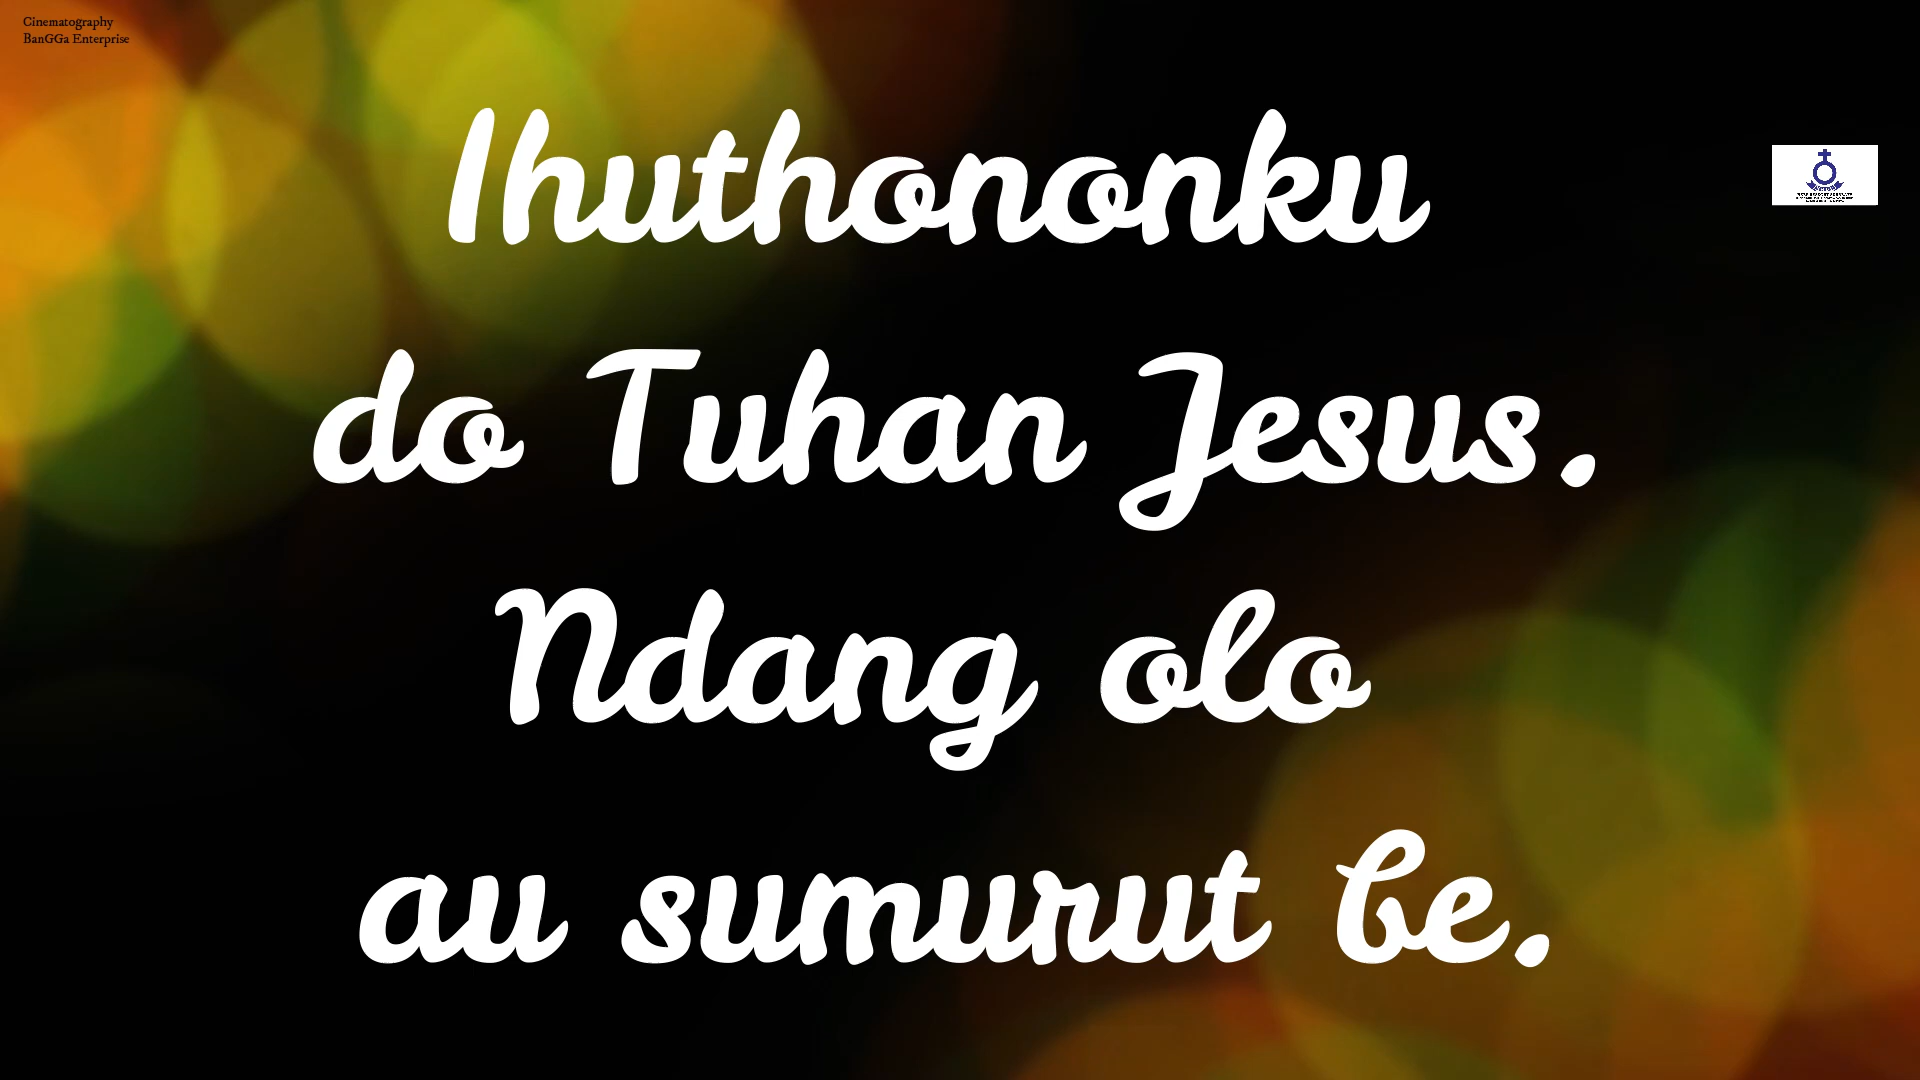 Cinematography
BanGGa Enterprise
Ihuthononku
do Tuhan Jesus.
Ndang olo
au sumurut be.